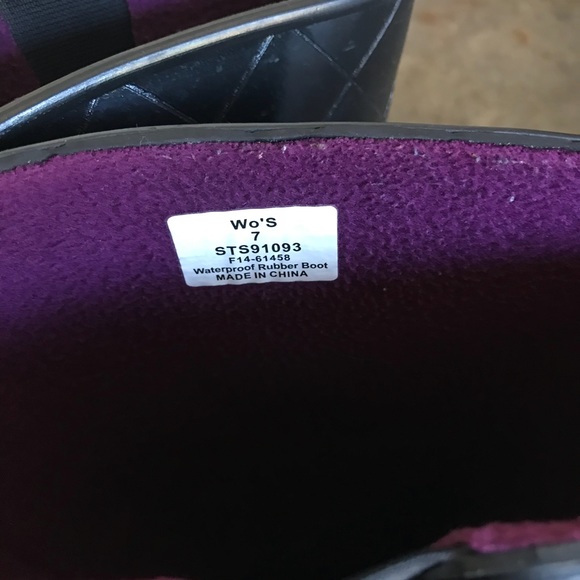 Wo'S
7
STS91093
F14-61458
Waterproof Rubber Boot
MADE IN CHINA